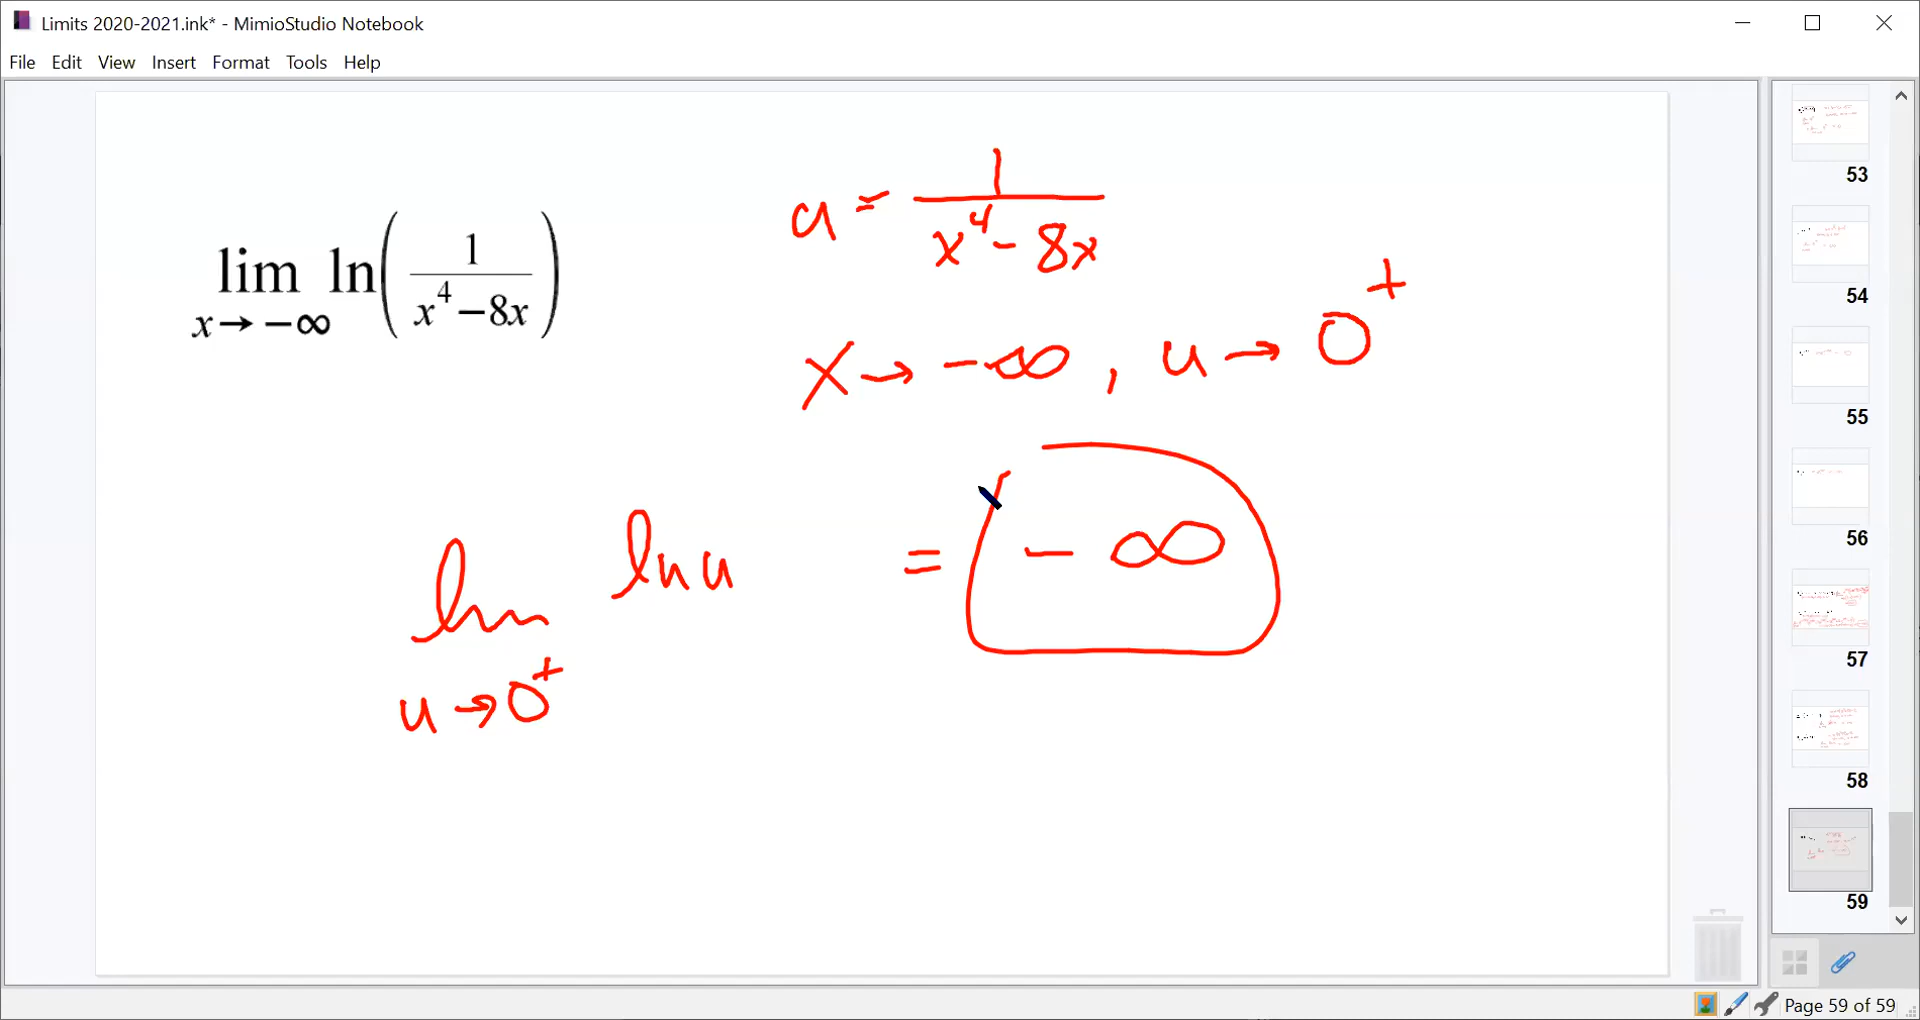 Limits 2020-2021.ink* - MimioStudio Notebook
File Edit View Insert Format Tools Help
lim x→−∞ ln(1/(x⁴−8x))
u = 1/(x⁴ − 8x)
x → −∞, u → 0⁺
lim u→0⁺ ln u = −∞
53
54
55
56
57
58
59
Page 59 of 59